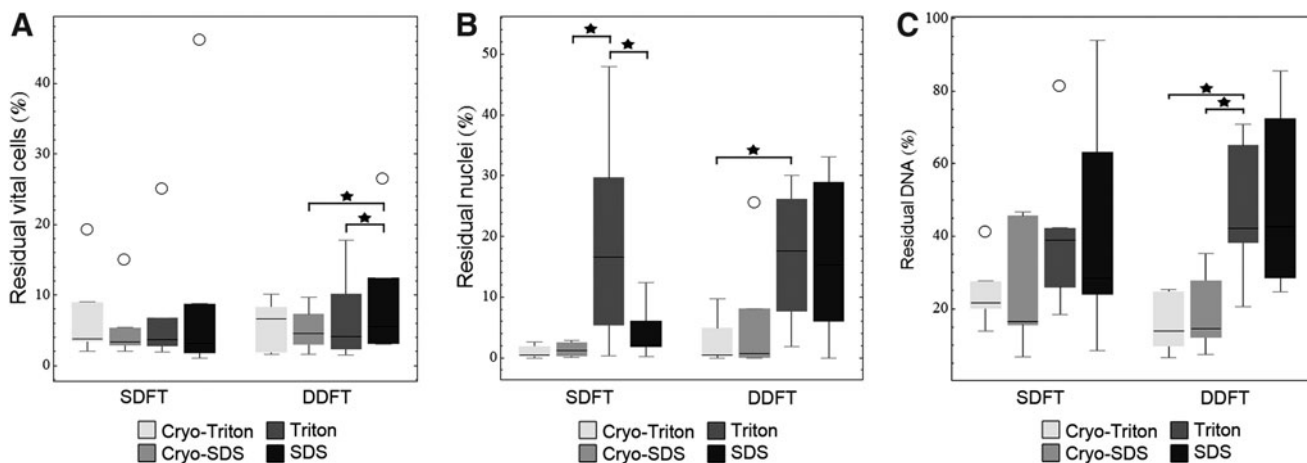 A
Residual vital cells (%)
40
30
20
10
0
SDFT DDFT
Cryo-Triton Triton
Cryo-SDS SDS
B
Residual nuclei (%)
50
40
30
20
10
0
SDFT DDFT
Cryo-Triton Triton
Cryo-SDS SDS
C
Residual DNA (%)
100
80
60
40
20
SDFT DDFT
Cryo-Triton Triton
Cryo-SDS SDS